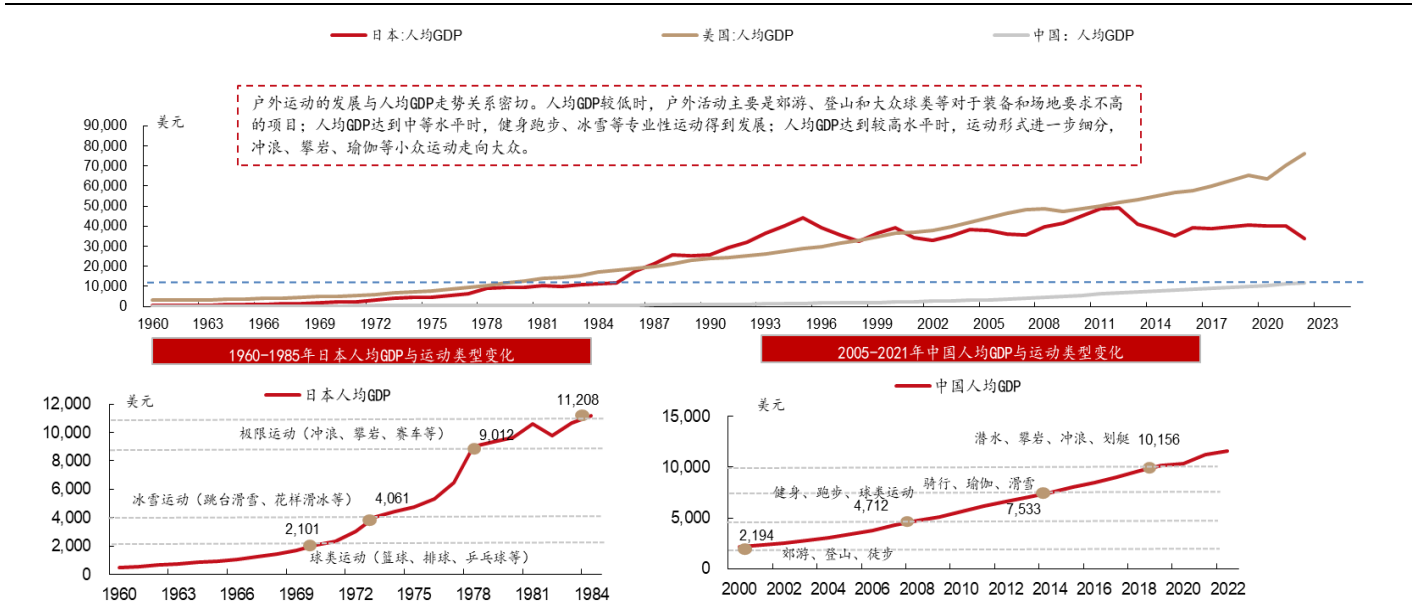 日本:人均GDP 美国:人均GDP 中国：人均GDP
户外运动的发展与人均GDP走势关系密切。人均GDP较低时，户外活动主要是郊游、登山和大众球类等对于装备和场地要求不高
的项目；人均GDP达到中等水平时，健身跑步、冰雪等专业性运动得到发展；人均GDP达到较高水平时，运动形式进一步细分，
冲浪、攀岩、瑜伽等小众运动走向大众。
美元
90,000
80,000
70,000
60,000
50,000
40,000
30,000
20,000
10,000
0
1960 1963 1966 1969 1972 1975 1978 1981 1984 1987 1990 1993 1996 1999 2002 2005 2008 2011 2014 2017 2020 2023
1960-1985年日本人均GDP与运动类型变化
日本人均GDP
美元
12,000
10,000
8,000
6,000
4,000
2,000
0
11,208
极限运动（冲浪、攀岩、赛车等）
9,012
冰雪运动（跳台滑雪、花样滑冰等）
4,061
2,101
球类运动（篮球、排球、乒乓球等）
1960 1963 1966 1969 1972 1975 1978 1981 1984
2005-2021年中国人均GDP与运动类型变化
中国人均GDP
美元
15,000
10,000
5,000
0
潜水、攀岩、冲浪、划艇
10,156
骑行、瑜伽、滑雪
健身、跑步、球类运动
4,712
7,533
2,194
郊游、登山、徒步
2000 2002 2004 2006 2008 2010 2012 2014 2016 2018 2020 2022